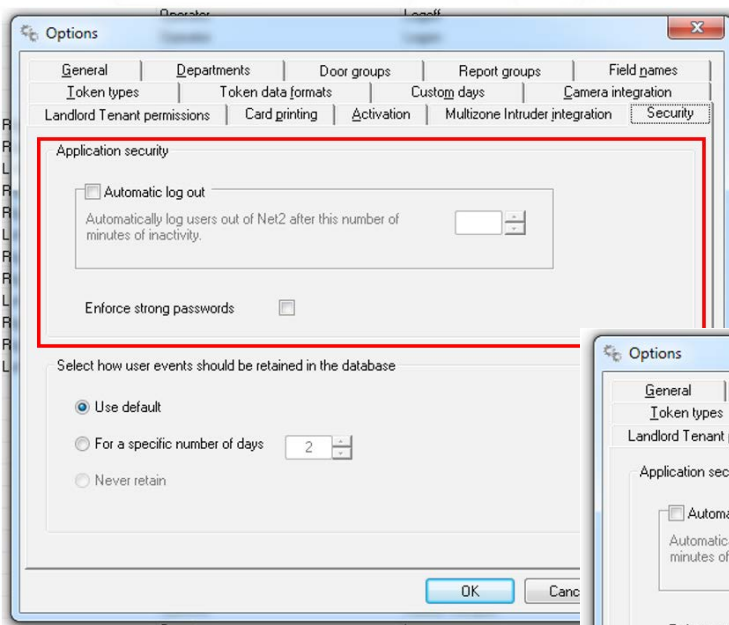 Operator Logoff
Options
General Departments Door groups Report groups Field names
Token types Token data formats Custom days Camera integration
Landlord Tenant permissions Card printing Activation Multizone Intruder integration Security
Application security
Automatic log out
Automatically log users out of Net2 after this number of
minutes of inactivity.
Enforce strong passwords
Select how user events should be retained in the database
Use default
For a specific number of days 2
Never retain
OK Canc
Options
General
Token types
Landlord Tenant
Application sec
Automa
Automatic
minutes of